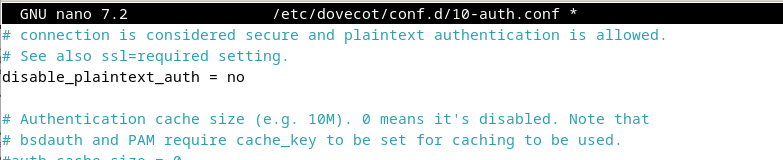 GNU nano 7.2 /etc/dovecot/conf.d/10-auth.conf *
# connection is considered secure and plaintext authentication is allowed.
# See also ssl=required setting.
disable_plaintext_auth = no
# Authentication cache size (e.g. 10M). 0 means it's disabled. Note that
# bsdauth and PAM require cache_key to be set for caching to be used.
#auth_cache_size = 0